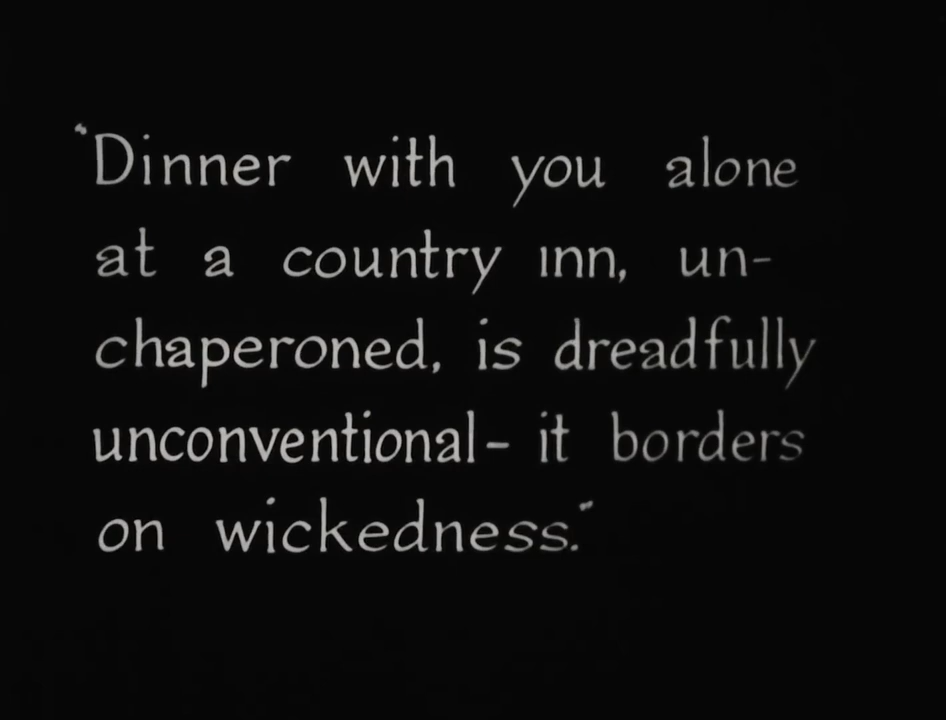 "Dinner with you alone
at a country inn, un-
chaperoned, is dreadfully
unconventional- it borders
on wickedness."